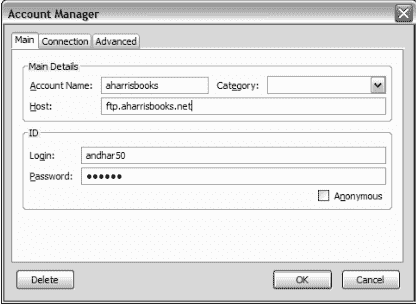 Account Manager
Main Connection Advanced
Main Details
Account Name: aharrisbooks Category:
Host: ftp.aharrisbooks.net
ID
Login: andhar50
Password: ●●●●●●
Anonymous
Delete OK Cancel